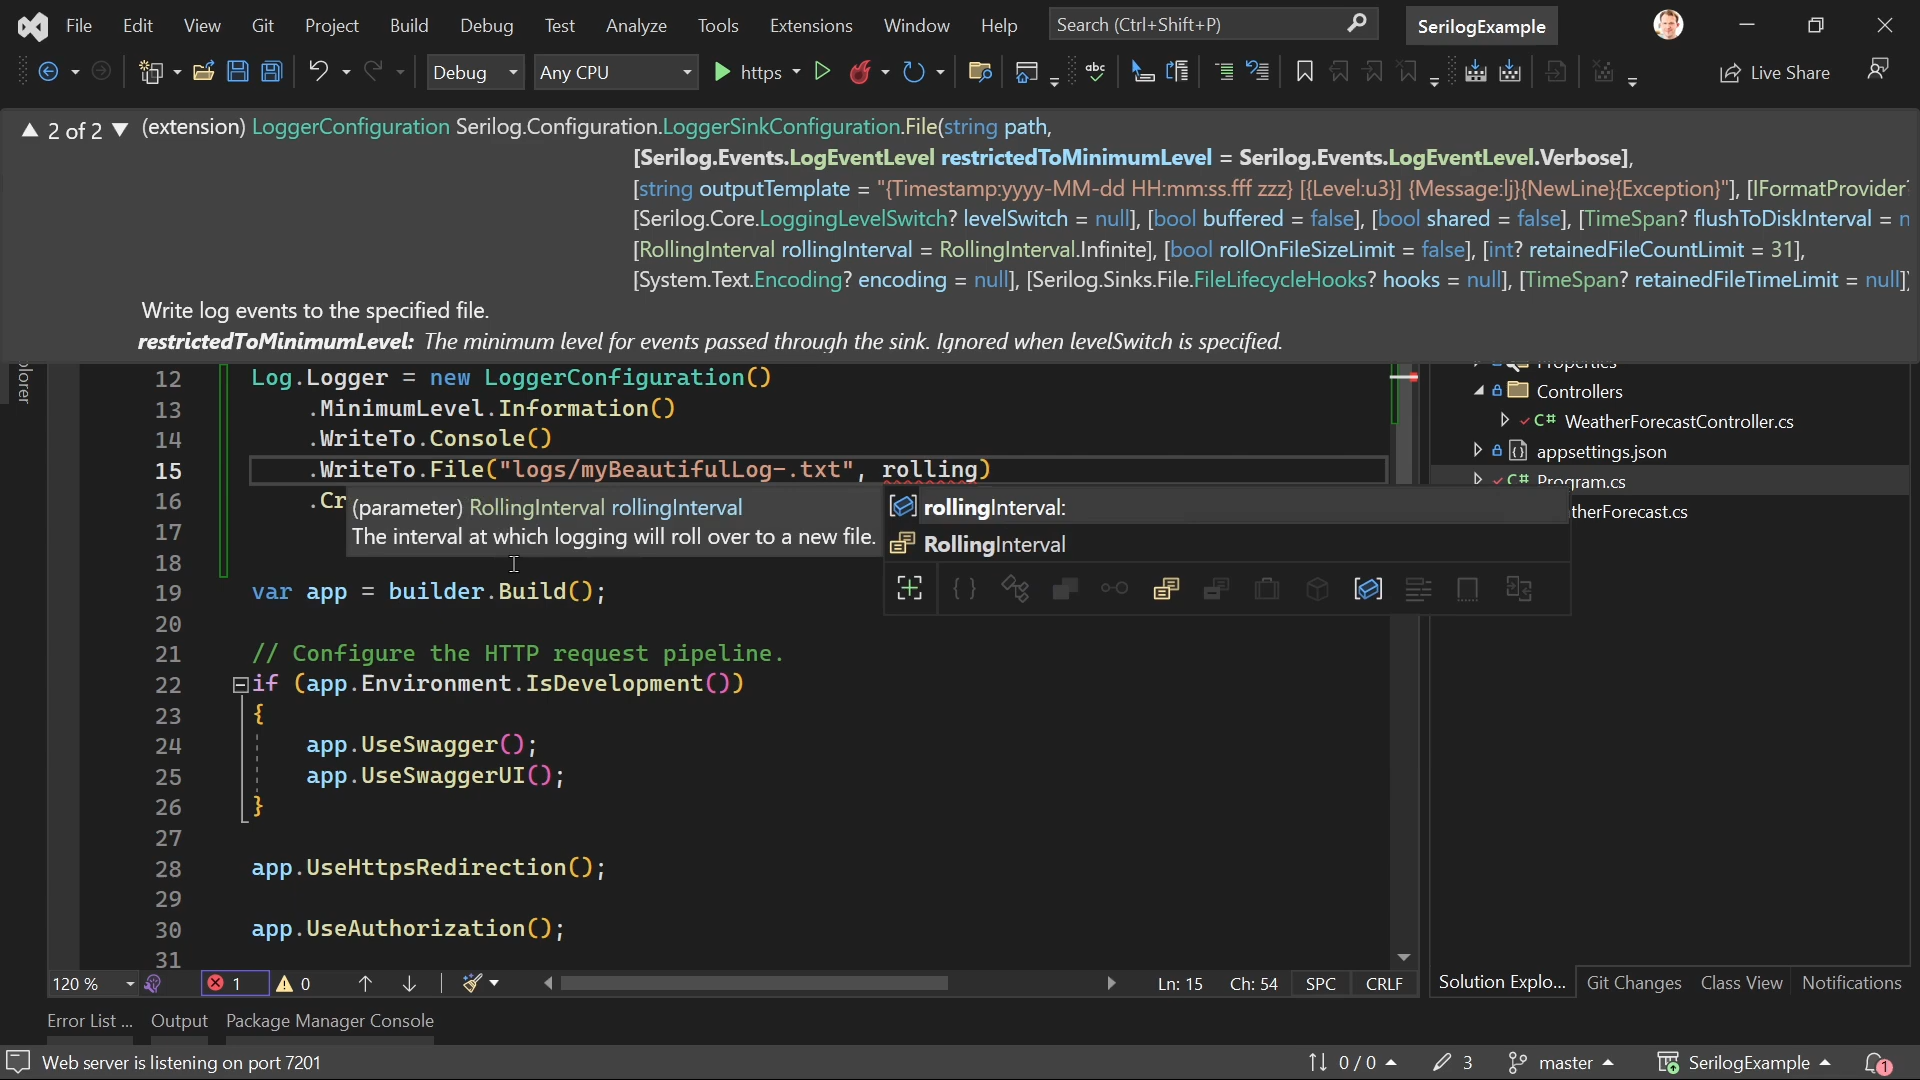 File Edit View Git Project Build Debug Test Analyze Tools Extensions Window Help Search (Ctrl+Shift+P) SerilogExample
Debug Any CPU https abc Live Share
2 of 2 (extension) LoggerConfiguration Serilog.Configuration.LoggerSinkConfiguration.File(string path,
[Serilog.Events.LogEventLevel restrictedToMinimumLevel = Serilog.Events.LogEventLevel.Verbose],
[string outputTemplate = "{Timestamp:yyyy-MM-dd HH:mm:ss.fff zzz} [{Level:u3}] {Message:lj}{NewLine}{Exception}"], [IFormatProvider
[Serilog.Core.LoggingLevelSwitch? levelSwitch = null], [bool buffered = false], [bool shared = false], [TimeSpan? flushToDiskInterval = n
[RollingInterval rollingInterval = RollingInterval.Infinite], [bool rollOnFileSizeLimit = false], [int? retainedFileCountLimit = 31],
[System.Text.Encoding? encoding = null], [Serilog.Sinks.File.FileLifecycleHooks? hooks = null], [TimeSpan? retainedFileTimeLimit = null]
Write log events to the specified file.
restrictedToMinimumLevel: The minimum level for events passed through the sink. Ignored when levelSwitch is specified.
lorer
12 Log.Logger = new LoggerConfiguration()
13 .MinimumLevel.Information()
14 .WriteTo.Console()
15 .WriteTo.File("logs/myBeautifulLog-.txt", rolling)
16 .Cr
(parameter) RollingInterval rollingInterval
The interval at which logging will roll over to a new file.
rollingInterval:
RollingInterval
17
18
19 var app = builder.Build();
20
21 // Configure the HTTP request pipeline.
22 if (app.Environment.IsDevelopment())
23 {
24 app.UseSwagger();
25 app.UseSwaggerUI();
26 }
27
28 app.UseHttpsRedirection();
29
30 app.UseAuthorization();
31
Properties
Controllers
C# WeatherForecastController.cs
appsettings.json
C# Program.cs
therForecast.cs
120 % 1 0 Ln: 15 Ch: 54 SPC CRLF
Solution Explo... Git Changes Class View Notifications
Error List ... Output Package Manager Console
Web server is listening on port 7201 0 / 0 3 master SerilogExample 1